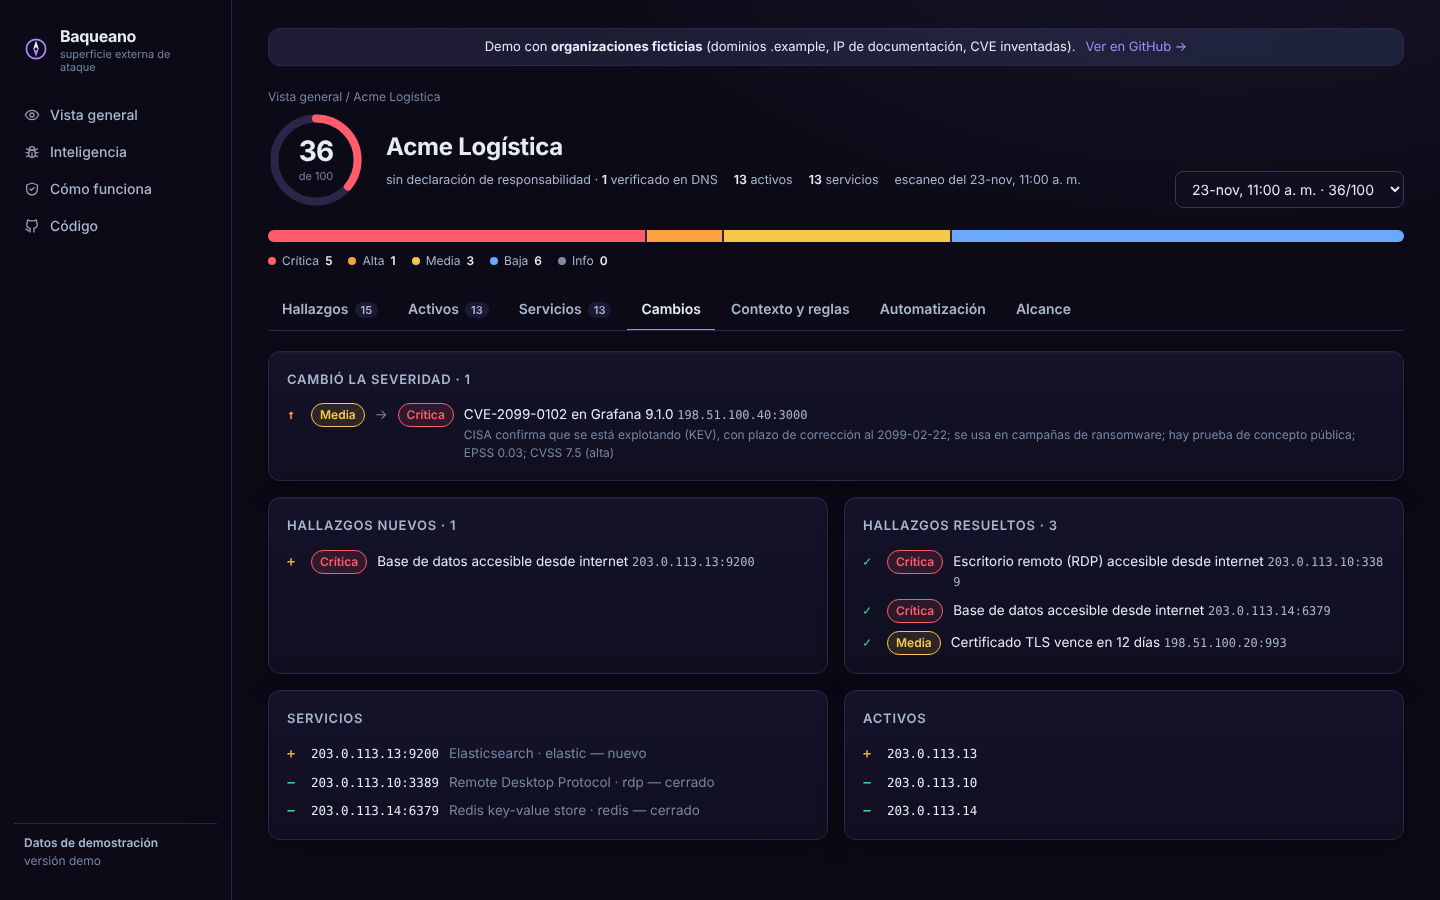 Baqueano
superficie externa de
ataque
Vista general
Inteligencia
Cómo funciona
Código
Datos de demostración
versión demo
Demo con organizaciones ficticias (dominios .example, IP de documentación, CVE inventadas). Ver en GitHub →
Vista general / Acme Logística
36
de 100
Acme Logística
sin declaración de responsabilidad · 1 verificado en DNS 13 activos 13 servicios escaneo del 23-nov, 11:00 a. m.
23-nov, 11:00 a. m. · 36/100
Crítica 5 Alta 1 Media 3 Baja 6 Info 0
Hallazgos 15 Activos 13 Servicios 13 Cambios Contexto y reglas Automatización Alcance
CAMBIÓ LA SEVERIDAD · 1
↑ Media → Crítica CVE-2099-0102 en Grafana 9.1.0 198.51.100.40:3000
CISA confirma que se está explotando (KEV), con plazo de corrección al 2099-02-22; se usa en campañas de ransomware; hay prueba de concepto pública;
EPSS 0.03; CVSS 7.5 (alta)
HALLAZGOS NUEVOS · 1
+ Crítica Base de datos accesible desde internet 203.0.113.13:9200
HALLAZGOS RESUELTOS · 3
✓ Crítica Escritorio remoto (RDP) accesible desde internet 203.0.113.10:338
9
✓ Crítica Base de datos accesible desde internet 203.0.113.14:6379
✓ Media Certificado TLS vence en 12 días 198.51.100.20:993
SERVICIOS
+ 203.0.113.13:9200 Elasticsearch · elastic — nuevo
− 203.0.113.10:3389 Remote Desktop Protocol · rdp — cerrado
− 203.0.113.14:6379 Redis key-value store · redis — cerrado
ACTIVOS
+ 203.0.113.13
− 203.0.113.10
− 203.0.113.14